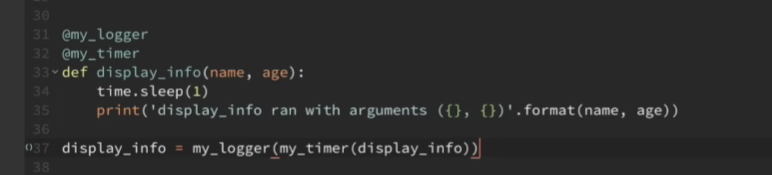 30
31 @my_logger
32 @my_timer
33 def display_info(name, age):
34     time.sleep(1)
35     print('display_info ran with arguments ({}, {})'.format(name, age))
36
37 display_info = my_logger(my_timer(display_info))
38